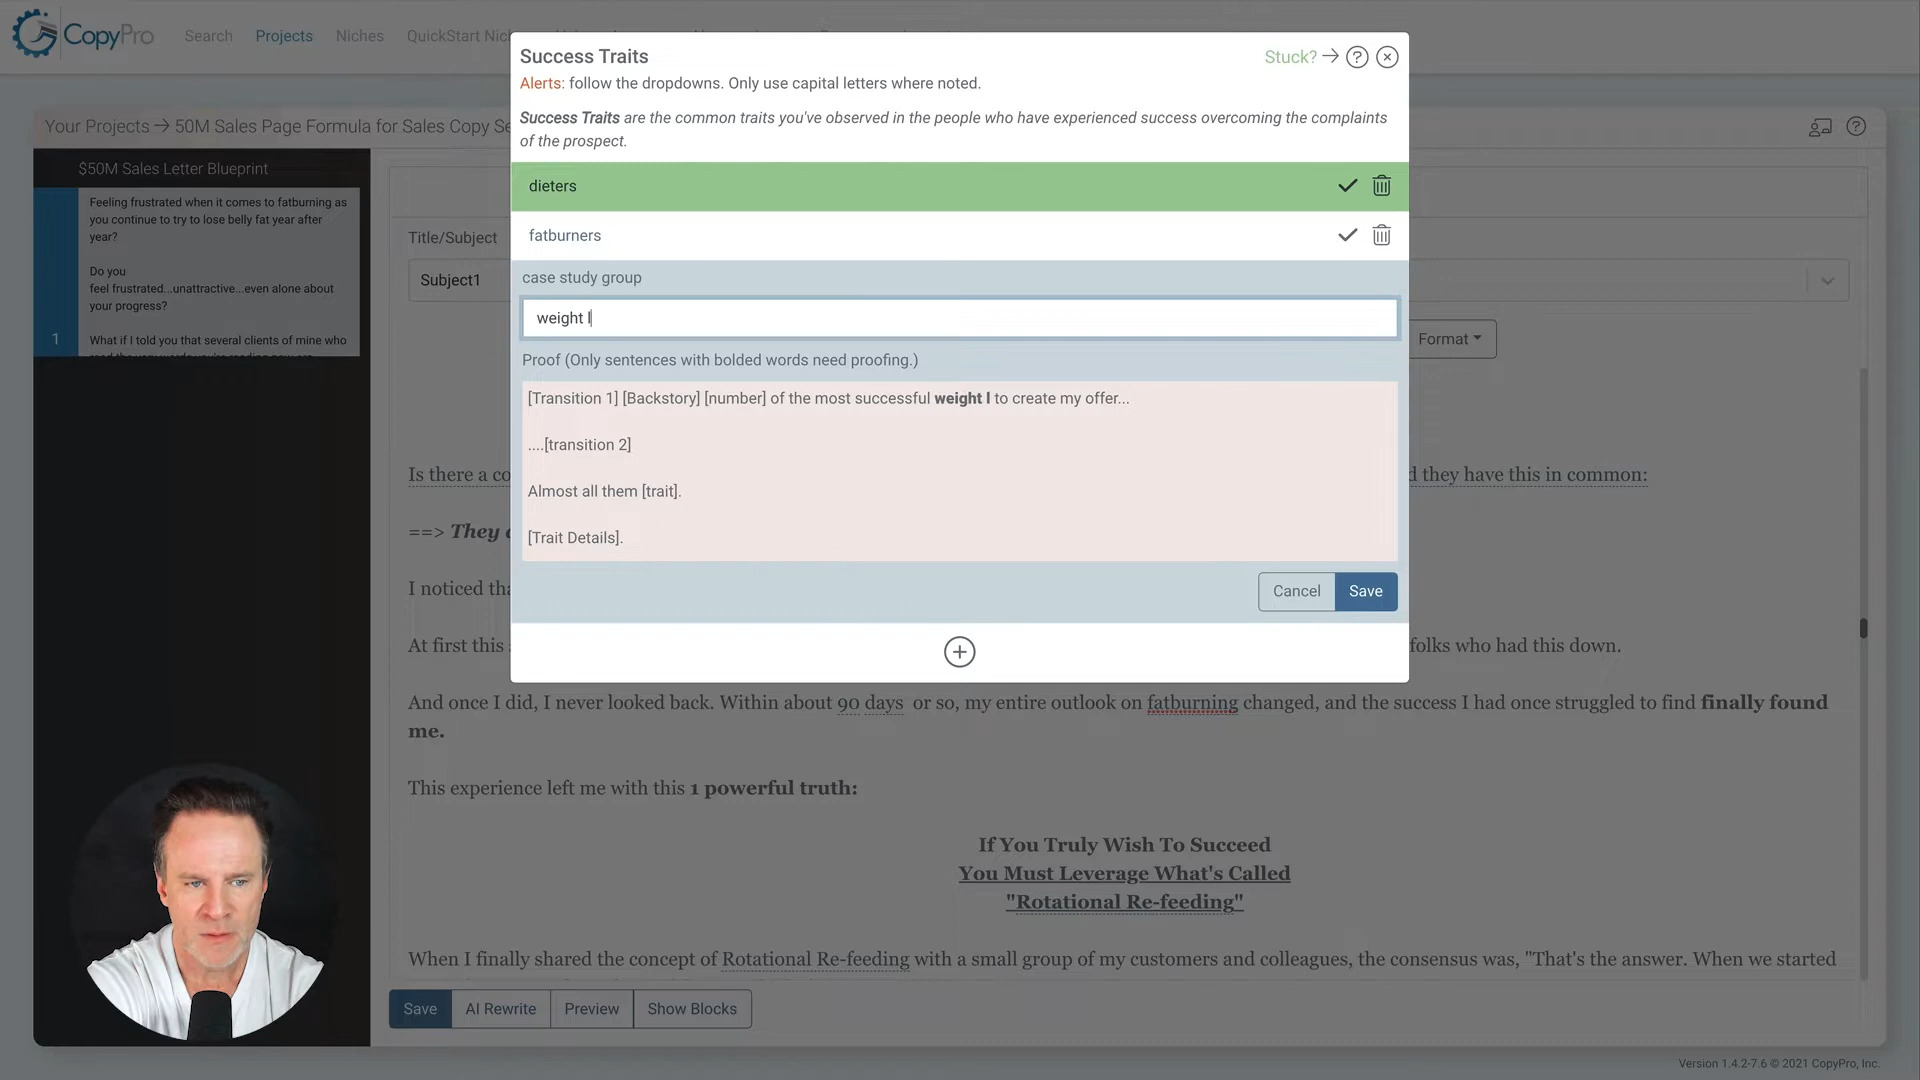 CopyPro
Search
Projects
Niches
QuickStart Nic
Success Traits
Stuck?
Alerts: follow the dropdowns. Only use capital letters where noted.
Success Traits are the common traits you've observed in the people who have experienced success overcoming the complaints
of the prospect.
Your Projects → 50M Sales Page Formula for Sales Copy Se
$50M Sales Letter Blueprint
Feeling frustrated when it comes to fatburning as
you continue to try to lose belly fat year after
year?
Do you
feel frustrated...unattractive...even alone about
your progress?
What if I told you that several clients of mine who
1
dieters
fatburners
case study group
weight l
Proof (Only sentences with bolded words need proofing.)
[Transition 1] [Backstory] [number] of the most successful weight l to create my offer...
....[transition 2]
Almost all them [trait].
[Trait Details].
Cancel
Save
Title/Subject
Subject1
Format
Is there a co
d they have this in common:
==> They
I noticed tha
At first this
folks who had this down.
And once I did, I never looked back. Within about 90 days or so, my entire outlook on fatburning changed, and the success I had once struggled to find finally found
me.
This experience left me with this 1 powerful truth:
If You Truly Wish To Succeed
You Must Leverage What's Called
"Rotational Re-feeding"
When I finally shared the concept of Rotational Re-feeding with a small group of my customers and colleagues, the consensus was, "That's the answer. When we started
Save
AI Rewrite
Preview
Show Blocks
Version 1.4.2-7.6 © 2021 CopyPro, Inc.